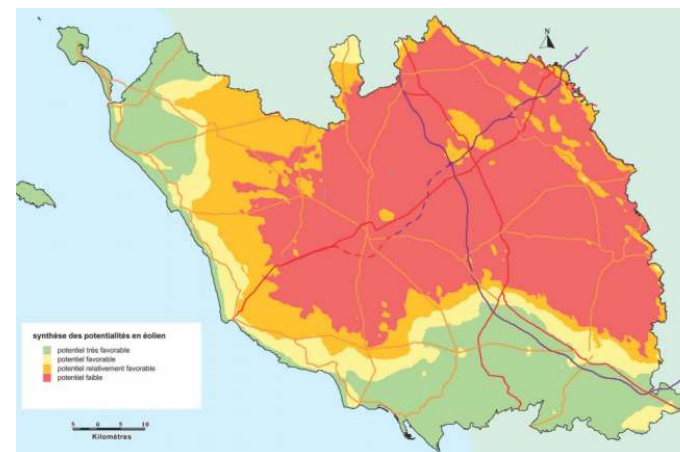 N
synthèse des potentialités en éolien
potentiel très favorable
potentiel favorable
potentiel relativement favorable
potentiel faible
5 0 5 10
Kilomètres